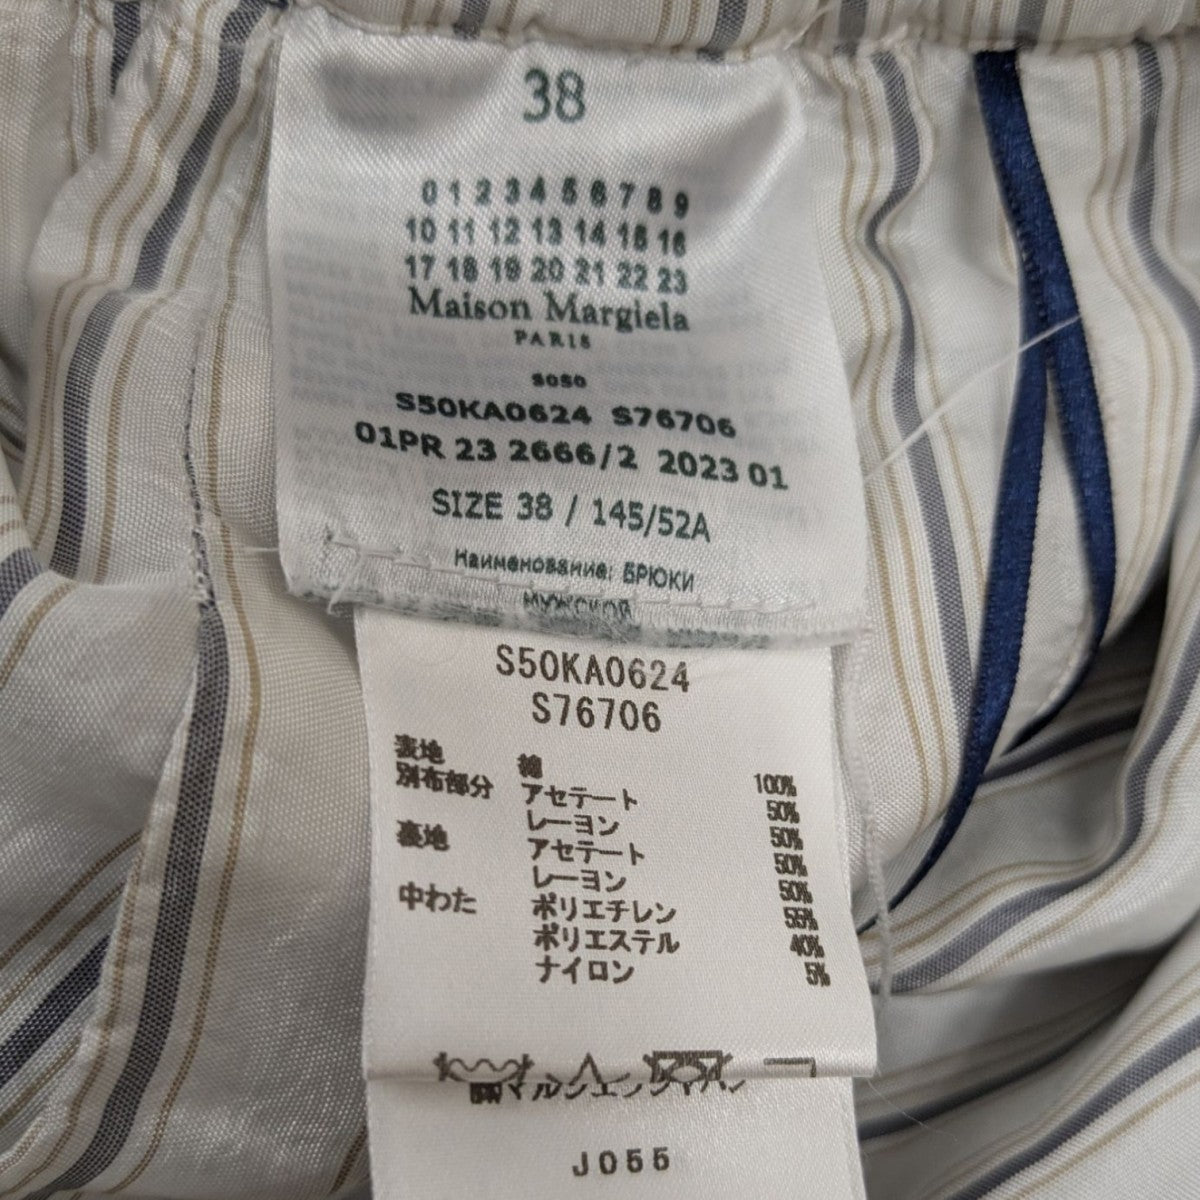 38
0 1 2 3 4 5 6 7 8 9
10 11 12 13 14 15 16
17 18 19 20 21 22 23
Maison Margiela
PARIS
S050
S50KA0624 S76706
01PR 23 2666/2 2023 01
SIZE 38 / 145/52A
Наименование: БРЮКИ
МУЖСКОЙ
S50KA0624
S76706
表地 綿 100%
別布部分 アセテート 50%
レーヨン 50%
裏地 アセテート 50%
レーヨン 50%
中わた ポリエチレン 55%
ポリエステル 40%
ナイロン 5%
J055